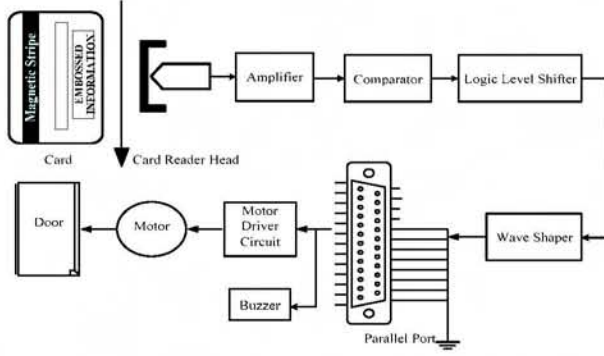 Magnetic Stripe
EMBOSSED
INFORMATION
Card
Card Reader Head
Amplifier
Comparator
Logic Level Shifter
Door
Motor
Motor
Driver
Circuit
Buzzer
Wave Shaper
Parallel Port